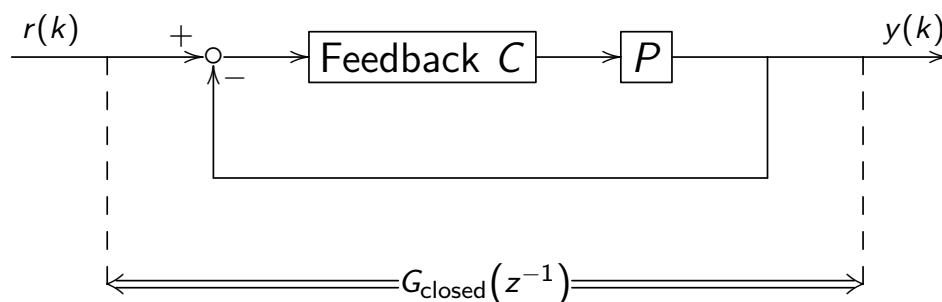 r(k)
y(k)
+
−
Feedback C
P
G_closed(z^{-1})